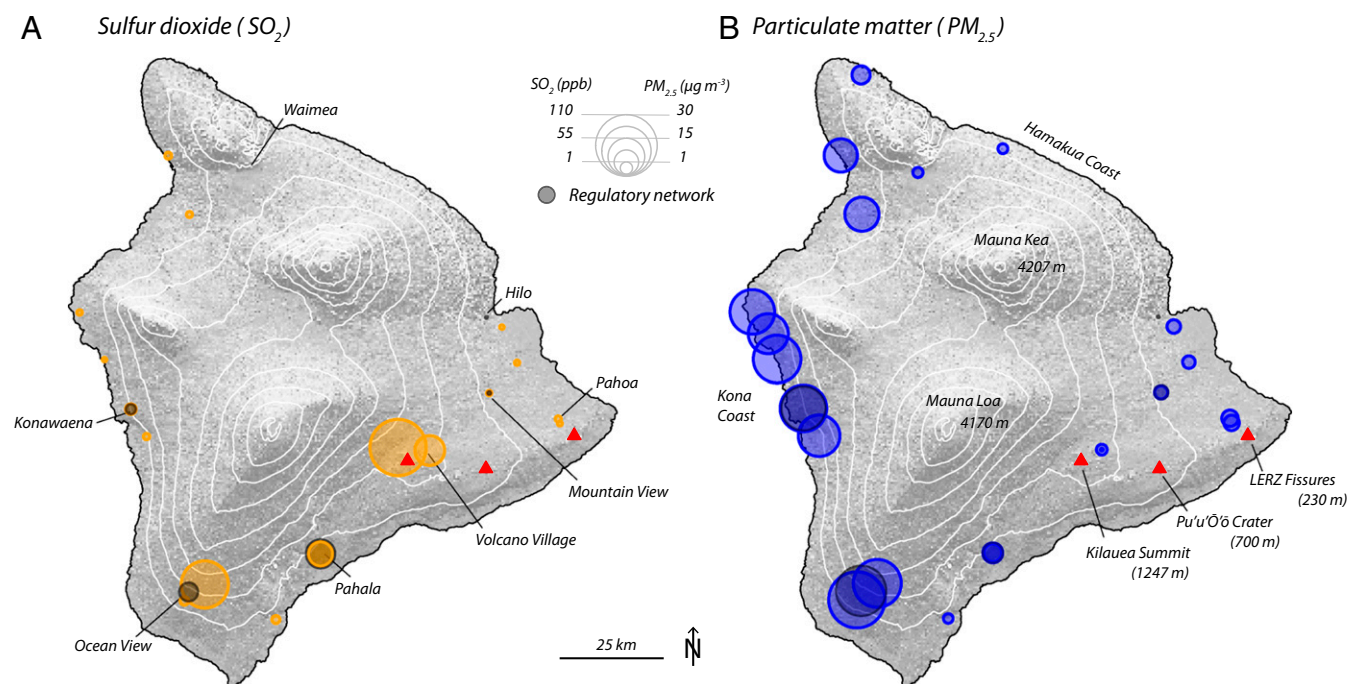 A Sulfur dioxide ( SO2)
B Particulate matter ( PM2.5)
SO2 (ppb) PM2.5 (µg m-3)
110 30
55 15
1 1
Regulatory network
Waimea
Hilo
Pahoa
Konawaena
Mountain View
Volcano Village
Pahala
Ocean View
25 km
N
Hamakua Coast
Mauna Kea
4207 m
Kona
Coast
Mauna Loa
4170 m
LERZ Fissures
(230 m)
Pu'u'Ō'ō Crater
(700 m)
Kilauea Summit
(1247 m)